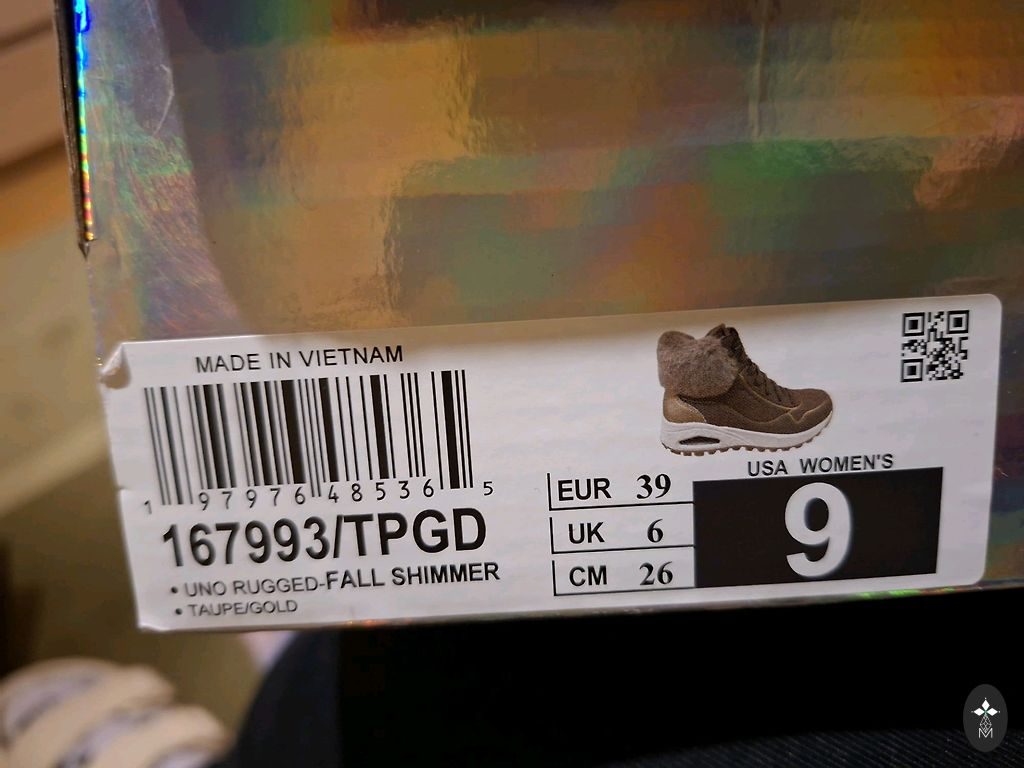 MADE IN VIETNAM
1 97976 48536 5
167993/TPGD
• UNO RUGGED-FALL SHIMMER
• TAUPE/GOLD
EUR 39
UK 6
CM 26
USA WOMEN'S
9
M